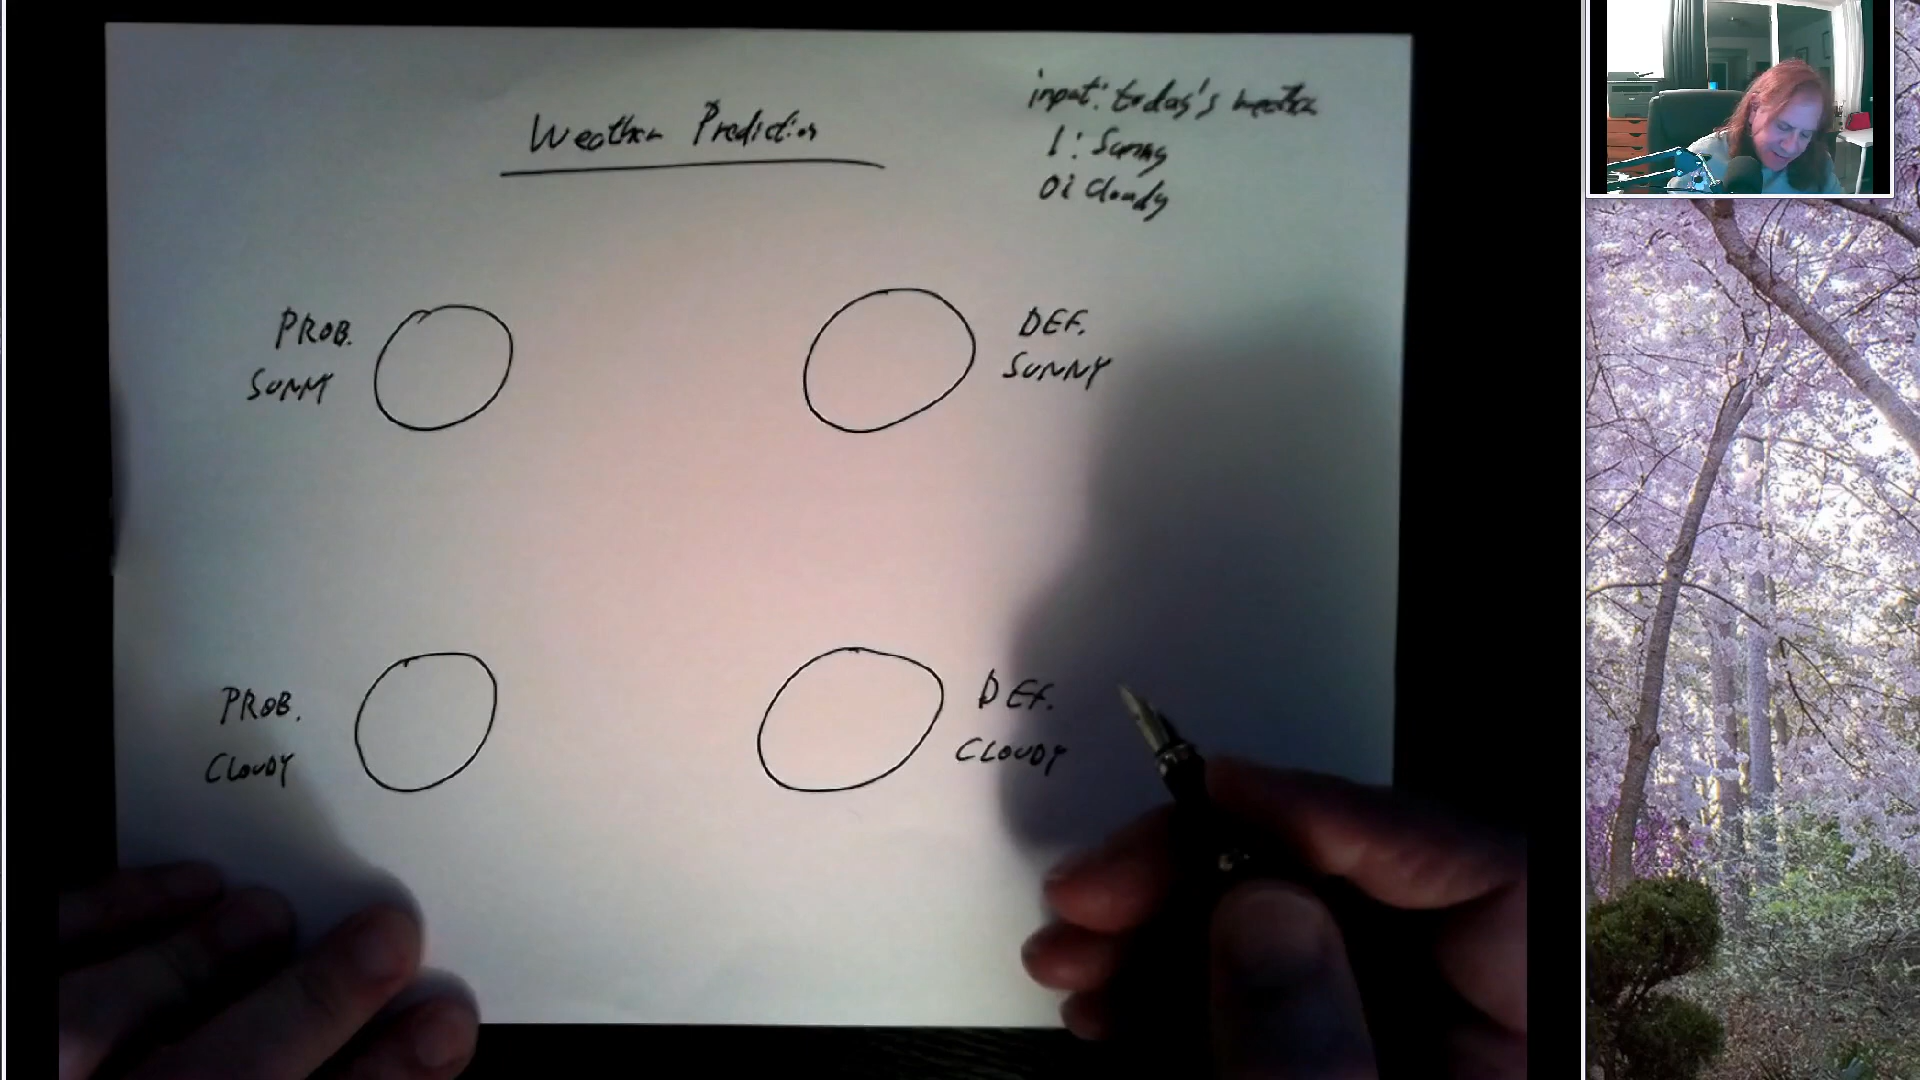 Weather Prediction
input: today's weather
1: Sunny
0: Cloudy
PROB.
SUNNY
DEF.
SUNNY
PROB.
CLOUDY
DEF.
CLOUDY